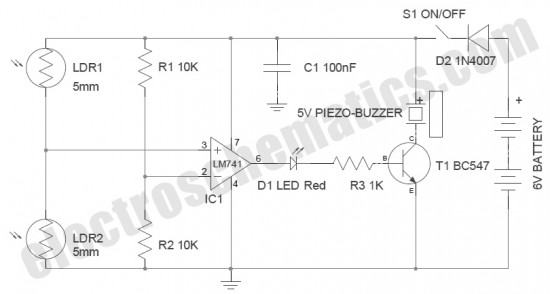 S1 ON/OFF
D2 1N4007
LDR1
5mm
R1 10K
C1 100nF
+
5V PIEZO-BUZZER
+
3
+
7
LM741
6
2
-
4
IC1
D1 LED Red
R3 1K
B
C
E
T1 BC547
6V BATTERY
LDR2
5mm
R2 10K
electroschematics.com